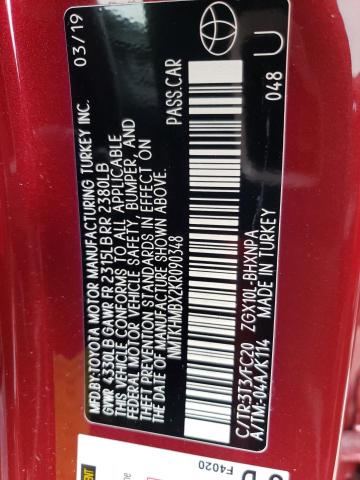 MFD.BY:TOYOTA MOTOR MANUFACTURING TURKEY INC. 03/19
GVWR 4330LB GAWR FR 2315LB RR 2380LB
THIS VEHICLE CONFORMS TO ALL APPLICABLE
FEDERAL MOTOR VEHICLE SAFETY, BUMPER, AND
THEFT PREVENTION STANDARDS IN EFFECT ON
THE DATE OF MANUFACTURE SHOWN ABOVE.
NMTKHMBX2KR090348 PASS.CAR
C/TR:3T3/FC20 ZGX10L-BHXNPA 048 U
A/TM:-04A/K114 MADE IN TURKEY
F4020